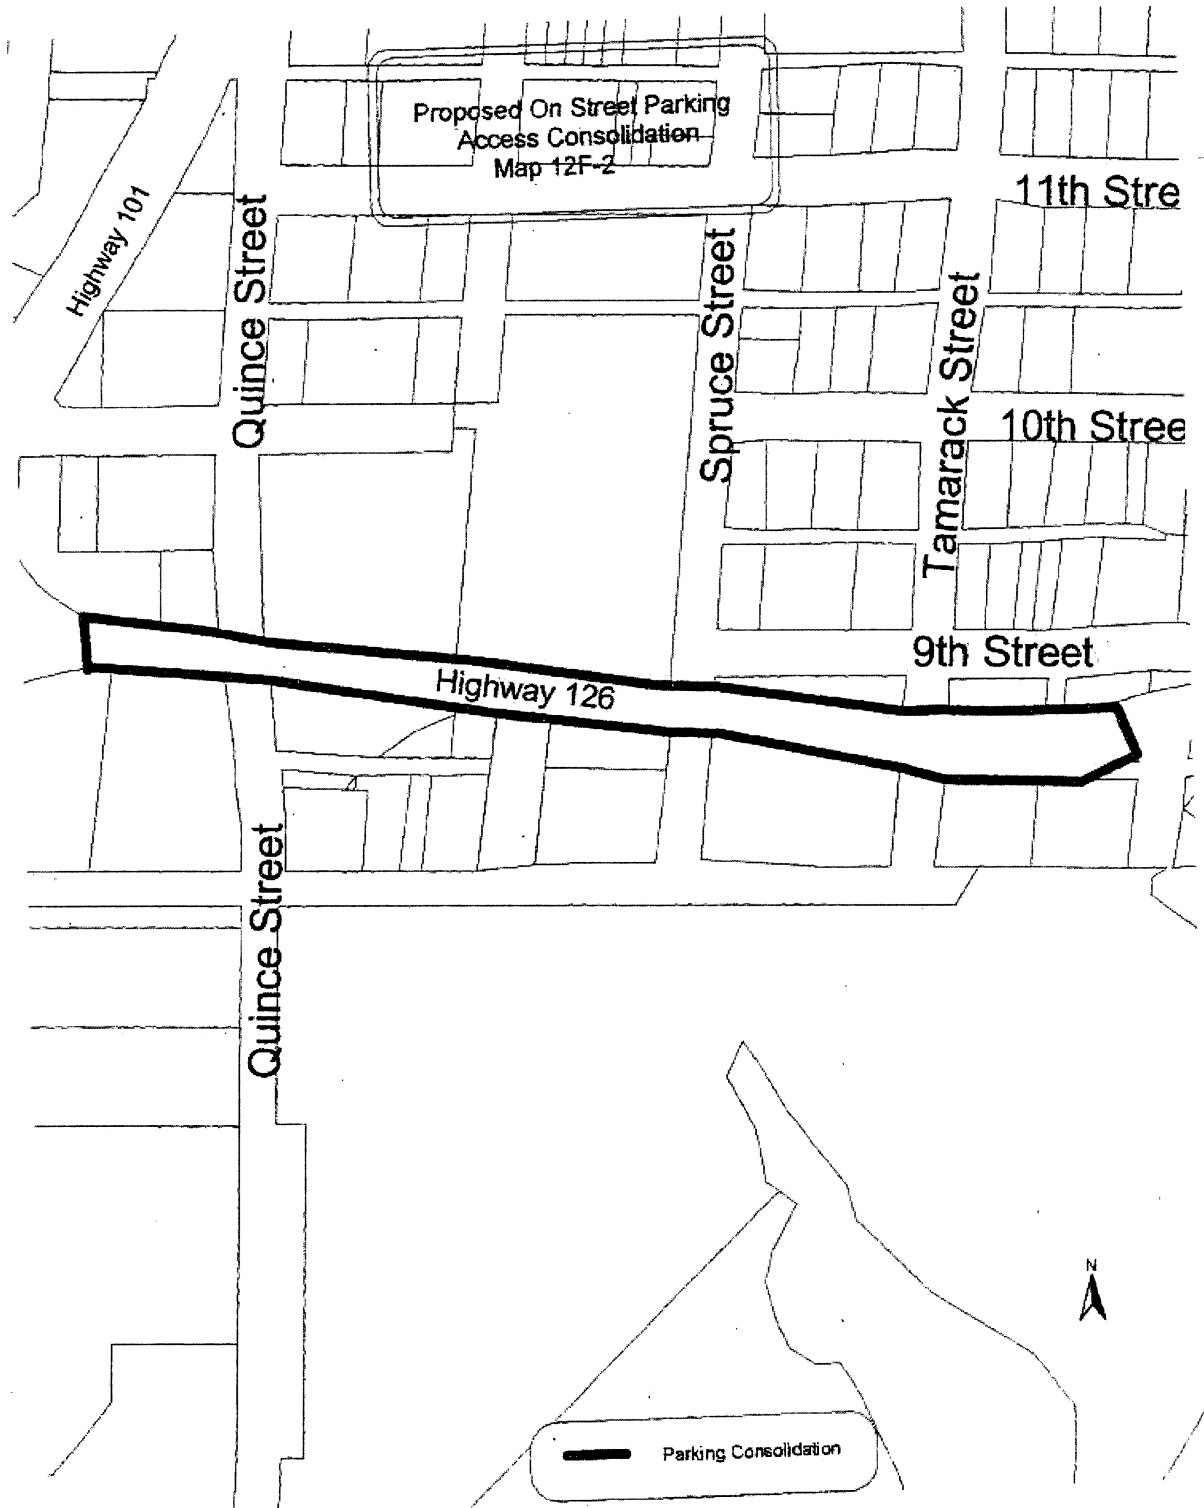 Proposed On Street Parking
Access Consolidation
Map 12F-2
11th Stre
Highway 101
Quince Street
Spruce Street
Tamarack Street
10th Stree
9th Street
Highway 126
Quince Street
N
Parking Consolidation